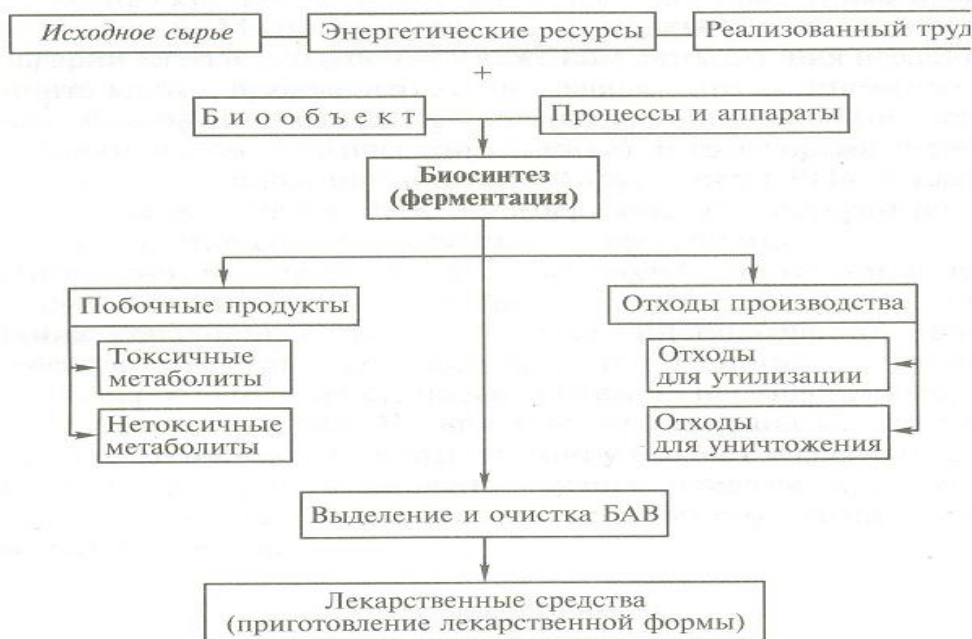 Исходное сырье
Энергетические ресурсы
Реализованный труд
+
Биообъект
Процессы и аппараты
Биосинтез
(ферментация)
Побочные продукты
Отходы производства
Токсичные
метаболиты
Отходы
для утилизации
Нетоксичные
метаболиты
Отходы
для уничтожения
Выделение и очистка БАВ
Лекарственные средства
(приготовление лекарственной формы)